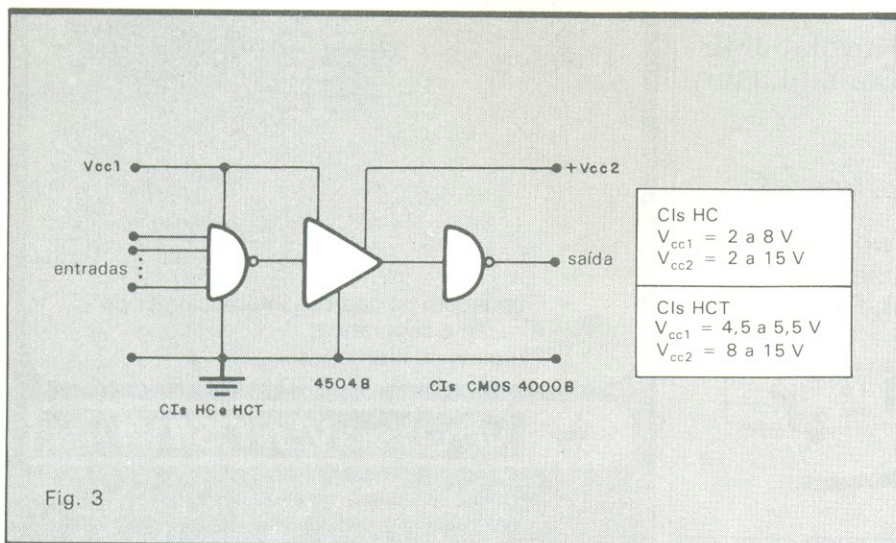 Vcc1
+Vcc2
entradas
saída
4504B
CIs CMOS 4000B
CIs HC e HCT
CIs HC
Vcc1 = 2 a 8 V
Vcc2 = 2 a 15 V
CIs HCT
Vcc1 = 4,5 a 5,5 V
Vcc2 = 8 a 15 V
Fig. 3